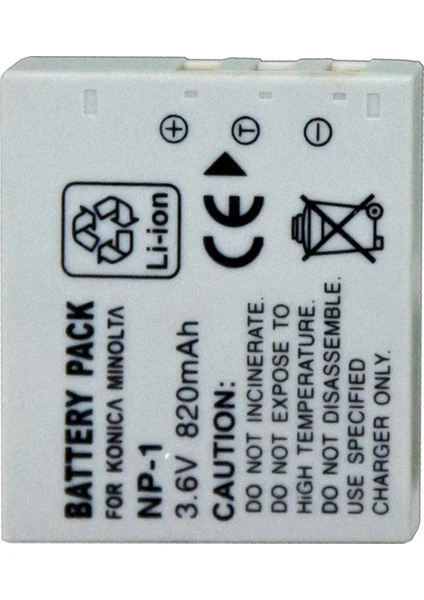 BATTERY PACK
FOR KONICA MINOLTA
NP-1
3.6V 820mAh
CAUTION:
DO NOT INCINERATE.
DO NOT EXPOSE TO
HIGH TEMPERATURE.
DO NOT DISASSEMBLE.
USE SPECIFIED
CHARGER ONLY.
Li-ion
CE
+
T
-